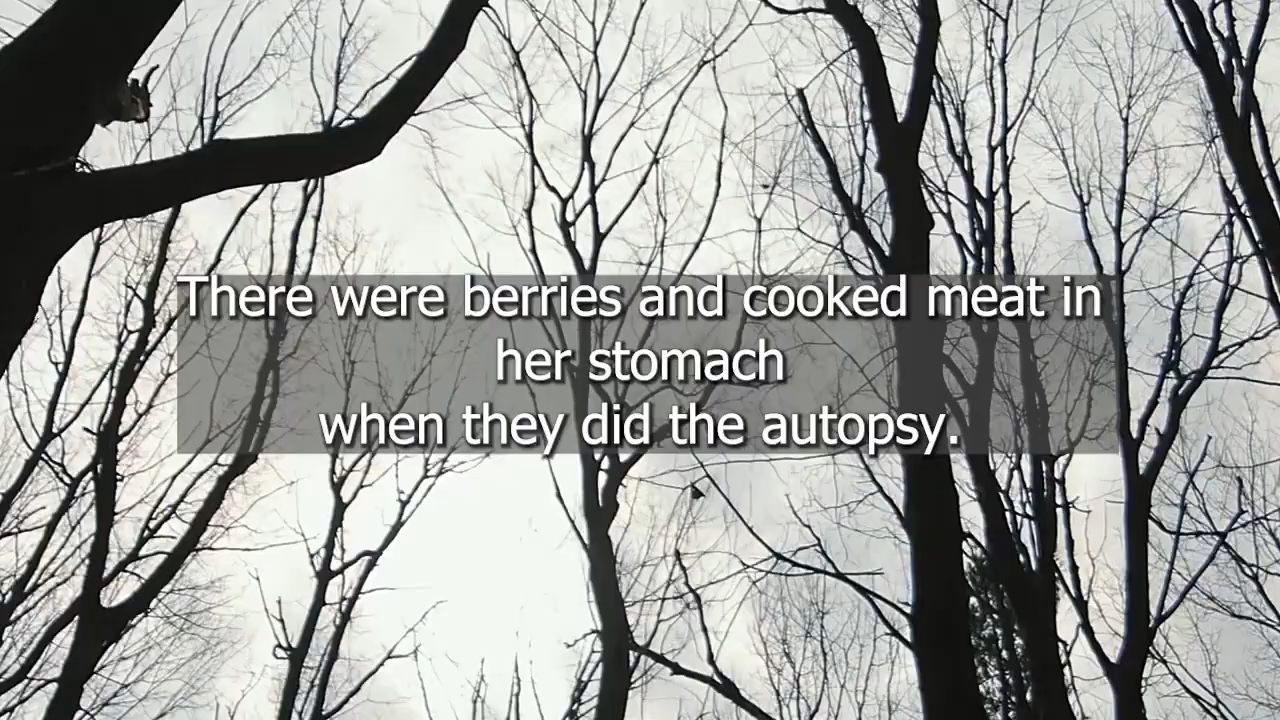 There were berries and cooked meat in
her stomach
when they did the autopsy.